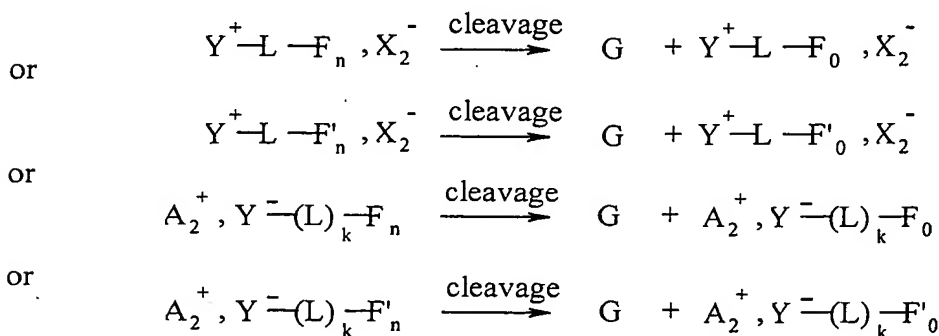 Y⁺—L—Fₙ , X₂⁻ cleavage → G + Y⁺—L—F₀ , X₂⁻
or
Y⁺—L—F'ₙ , X₂⁻ cleavage → G + Y⁺—L—F'₀ , X₂⁻
or
A₂⁺ , Y⁻—(L)ₖ—Fₙ cleavage → G + A₂⁺ , Y⁻—(L)ₖ—F₀
or
A₂⁺ , Y⁻—(L)ₖ—F'ₙ cleavage → G + A₂⁺ , Y⁻—(L)ₖ—F'₀